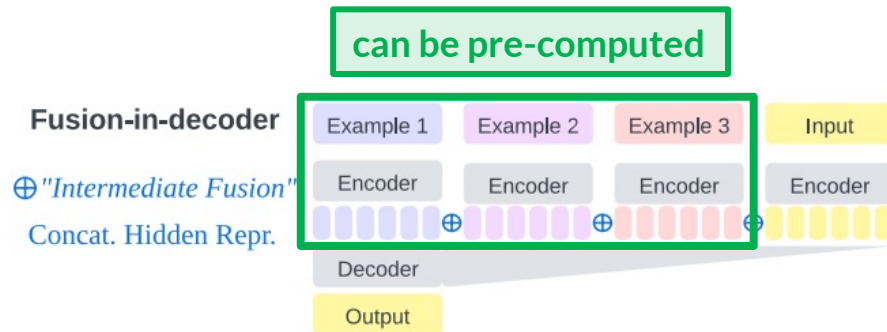 can be pre-computed
Fusion-in-decoder
Example 1
Example 2
Example 3
Input
⊕ "Intermediate Fusion"
Concat. Hidden Repr.
Encoder
Encoder
Encoder
Encoder
⊕
⊕
⊕
Decoder
Output